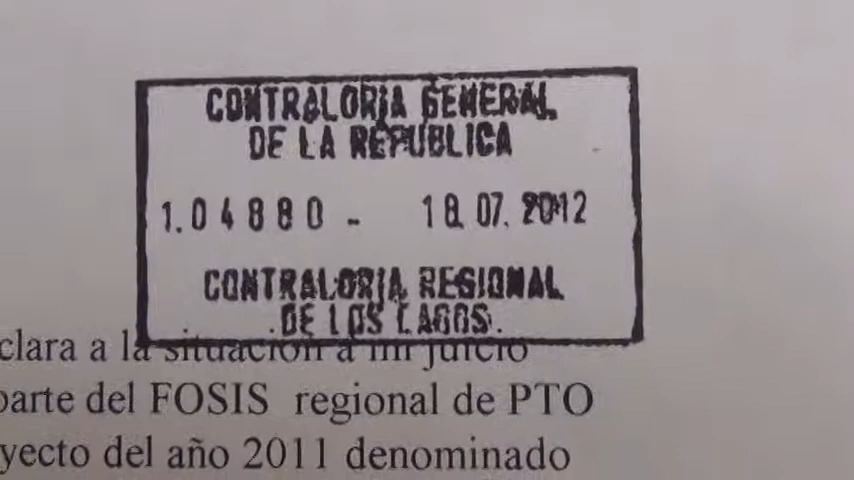 CONTRALORIA GENERAL
DE LA REPUBLICA
1.04880 - 18.07.2012
CONTRALORIA REGIONAL
DE LOS LAGOS.
clara a la situación a mi juicio
parte del FOSIS regional de PTO
yecto del año 2011 denominado